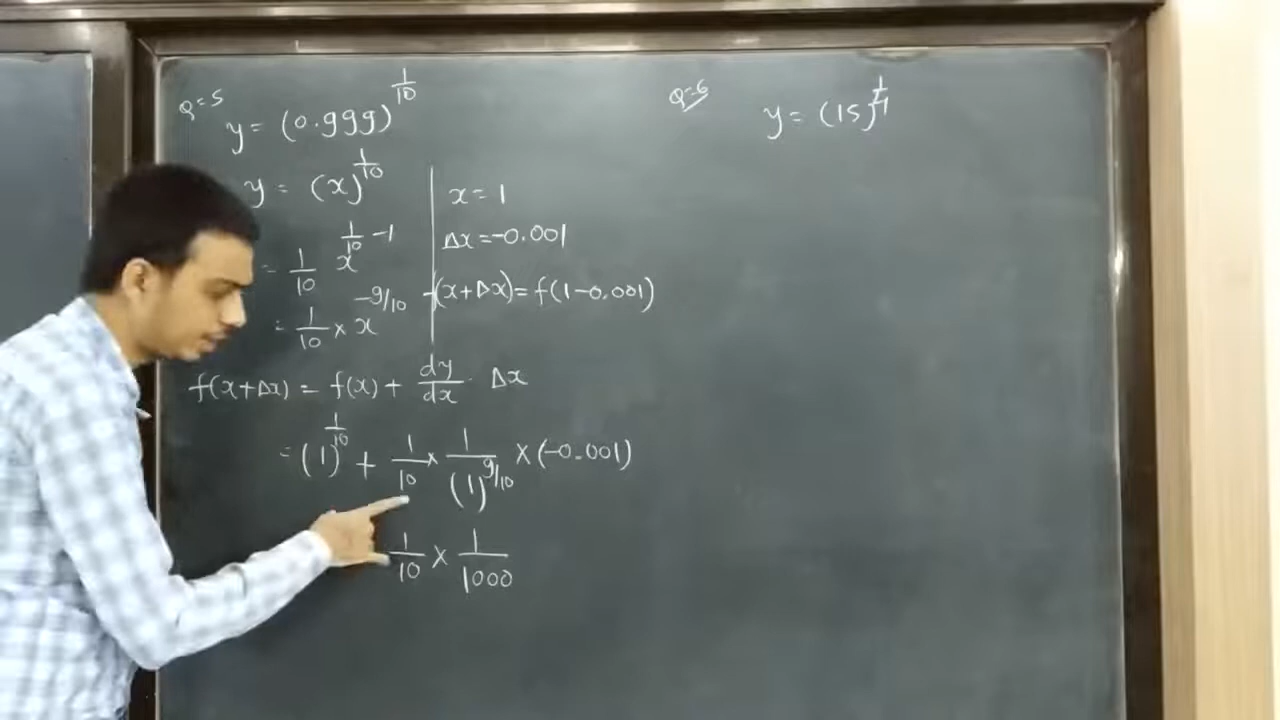 Q=5
y = (0.999)^{1/10}
y = (x)^{1/10}
= 1/10 x^{1/10 -1}
= 1/10 × x^{-9/10}
x = 1
Δx = -0.001
(x+Δx) = f(1-0.001)
f(x+Δx) = f(x) + dy/dx · Δx
= (1)^{1/10} + 1/10 × 1/(1)^{9/10} × (-0.001)
1/10 × 1/1000
Q=6
y = (15)^{1/4}